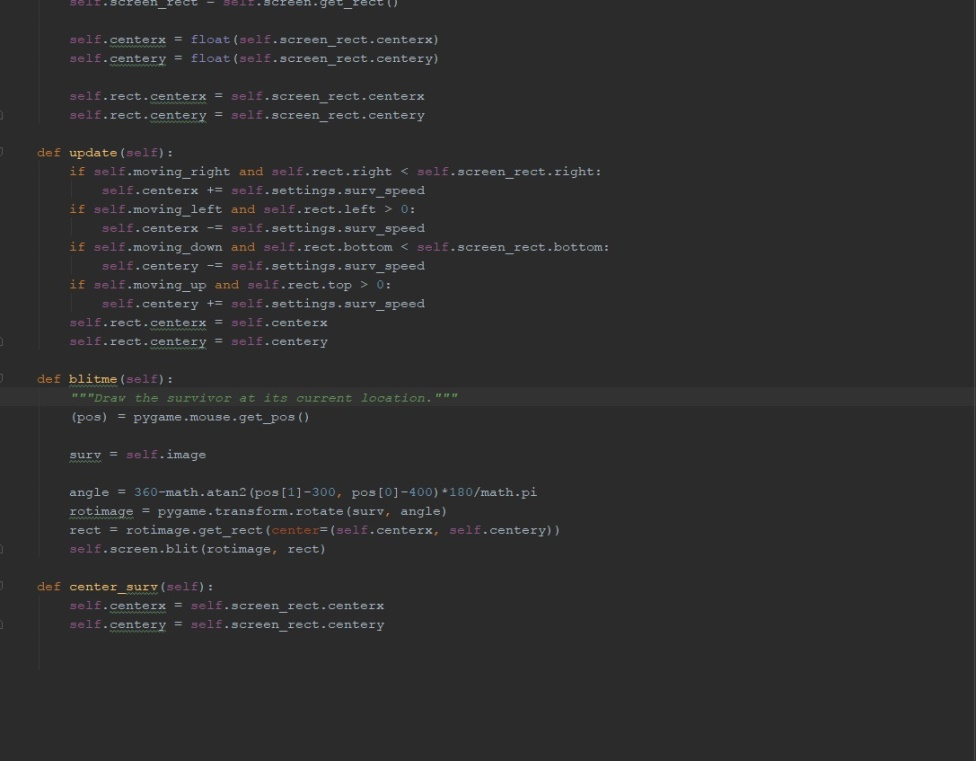 self.screen_rect = self.screen.get_rect()
self.centerx = float(self.screen_rect.centerx)
self.centery = float(self.screen_rect.centery)
self.rect.centerx = self.screen_rect.centerx
self.rect.centery = self.screen_rect.centery
def update(self):
if self.moving_right and self.rect.right < self.screen_rect.right:
self.centerx += self.settings.surv_speed
if self.moving_left and self.rect.left > 0:
self.centerx -= self.settings.surv_speed
if self.moving_down and self.rect.bottom < self.screen_rect.bottom:
self.centery -= self.settings.surv_speed
if self.moving_up and self.rect.top > 0:
self.centery += self.settings.surv_speed
self.rect.centerx = self.centerx
self.rect.centery = self.centery
def blitme(self):
"""Draw the survivor at its current location."""
(pos) = pygame.mouse.get_pos()
surv = self.image
angle = 360-math.atan2(pos[1]-300, pos[0]-400)*180/math.pi
rotimage = pygame.transform.rotate(surv, angle)
rect = rotimage.get_rect(center=(self.centerx, self.centery))
self.screen.blit(rotimage, rect)
def center_surv(self):
self.centerx = self.screen_rect.centerx
self.centery = self.screen_rect.centery